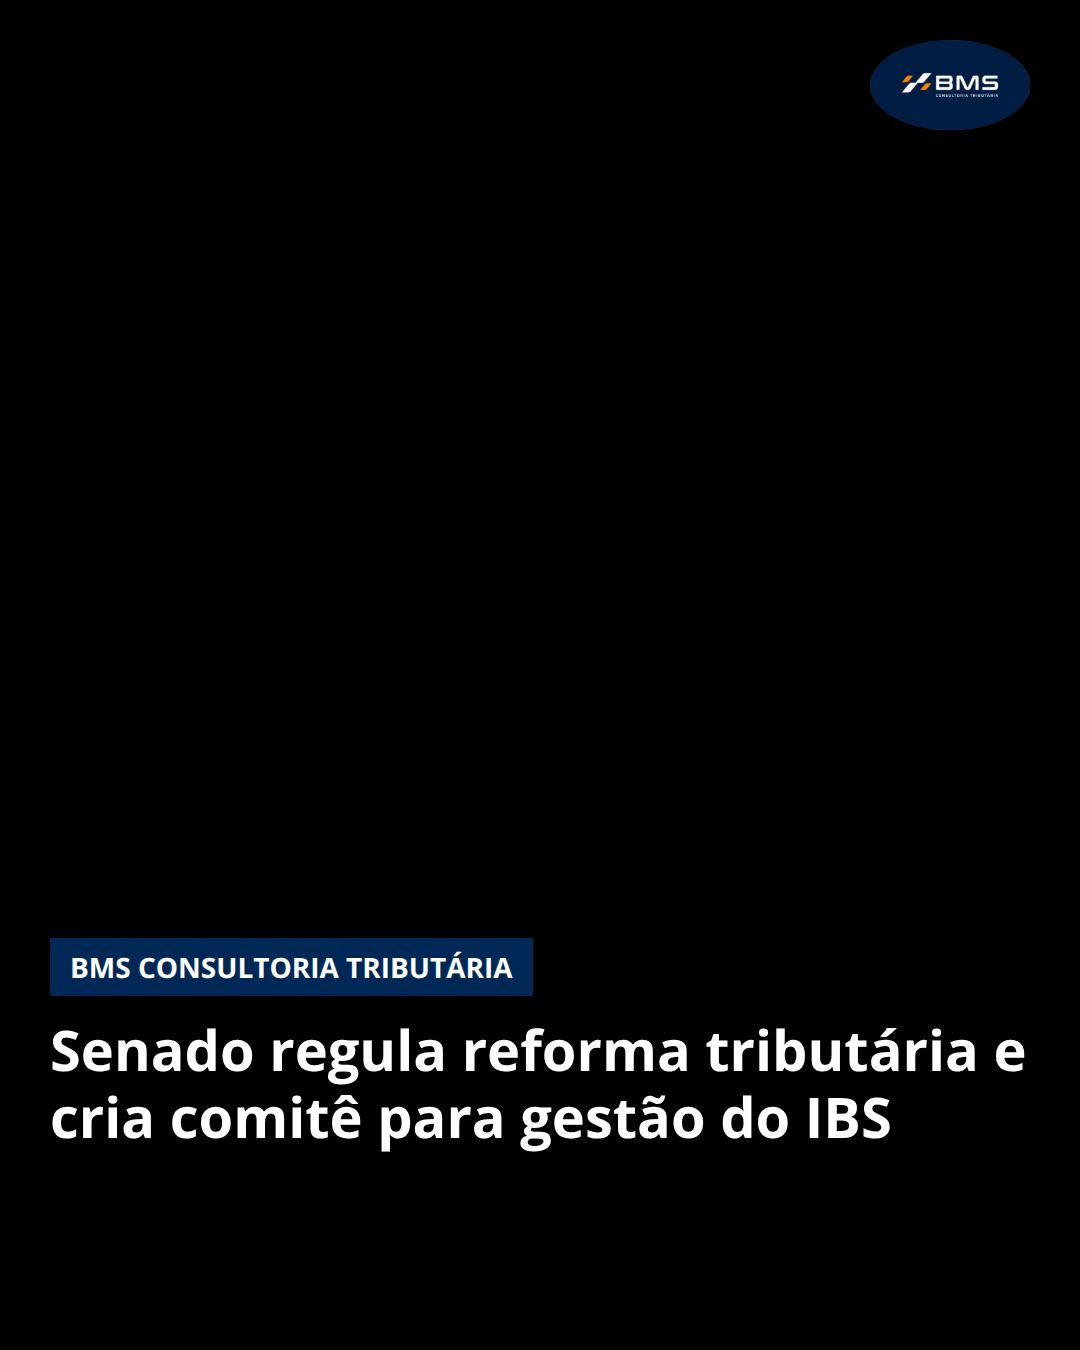 BMS
CONSULTORIA TRIBUTÁRIA
BMS CONSULTORIA TRIBUTÁRIA
Senado regula reforma tributária e
cria comitê para gestão do IBS